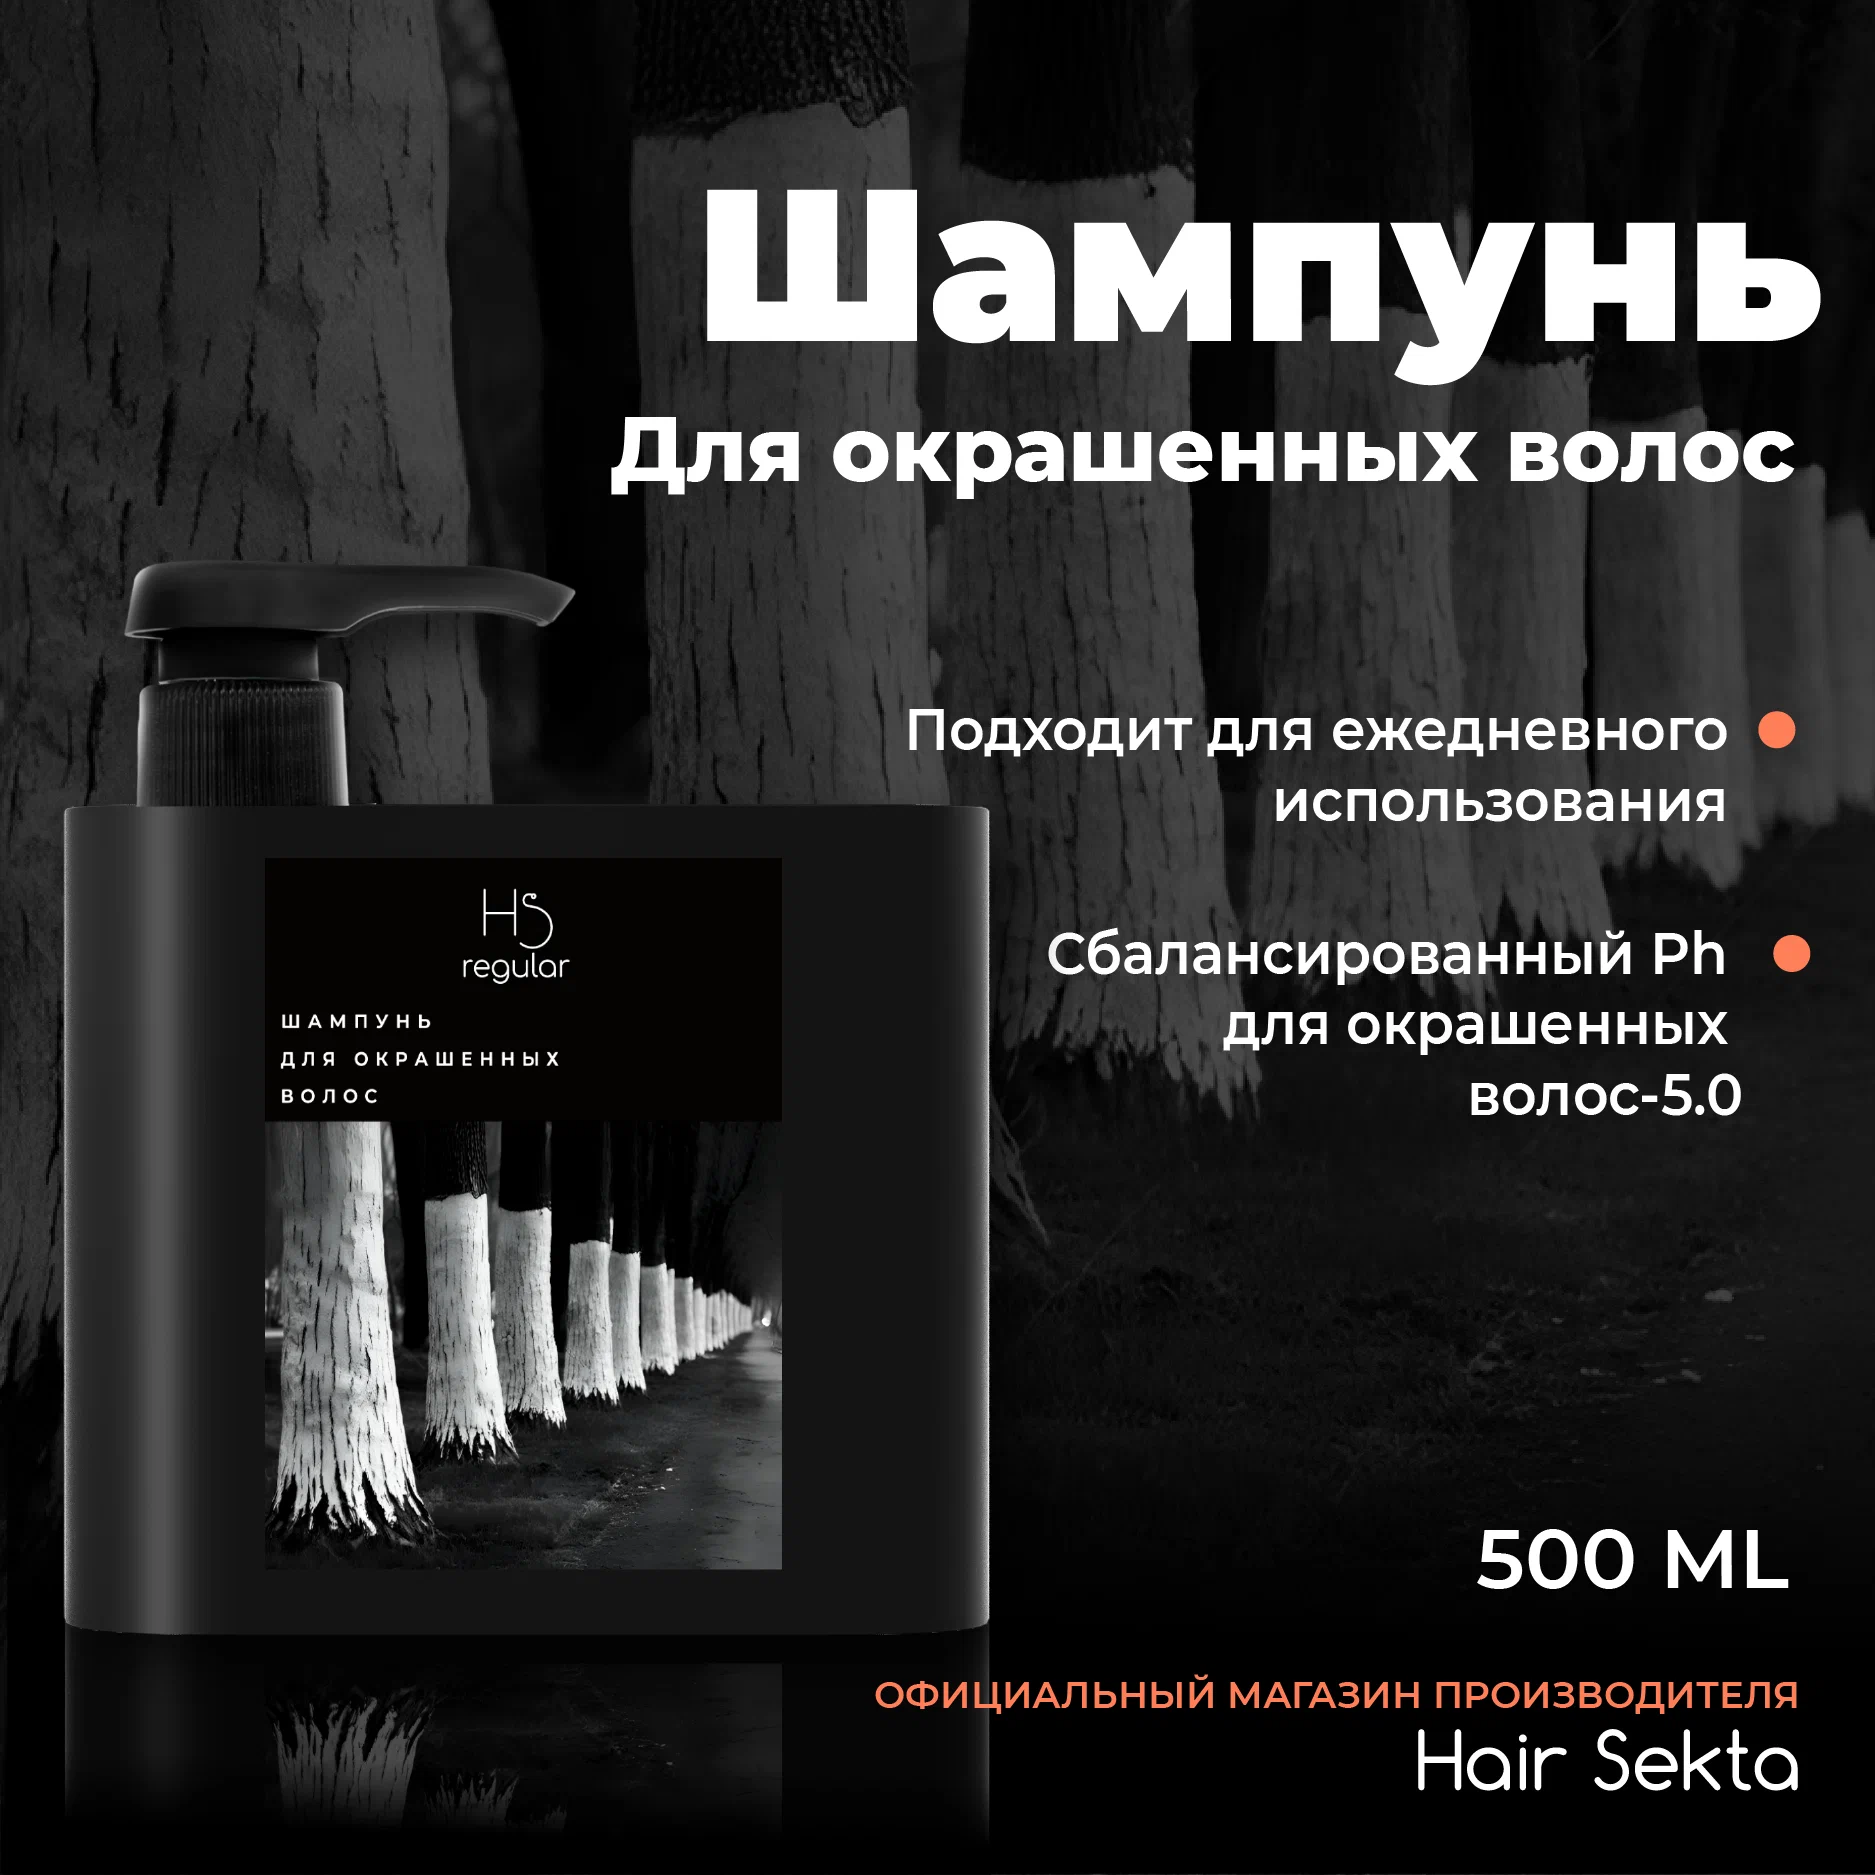 Шампунь
Для окрашенных волос
Подходит для ежедневного
использования
Сбалансированный Ph
для окрашенных
волос-5.0
HS
regular
ШАМПУНЬ
ДЛЯ ОКРАШЕННЫХ
ВОЛОС
500 ML
ОФИЦИАЛЬНЫЙ МАГАЗИН ПРОИЗВОДИТЕЛЯ
Hair Sekta